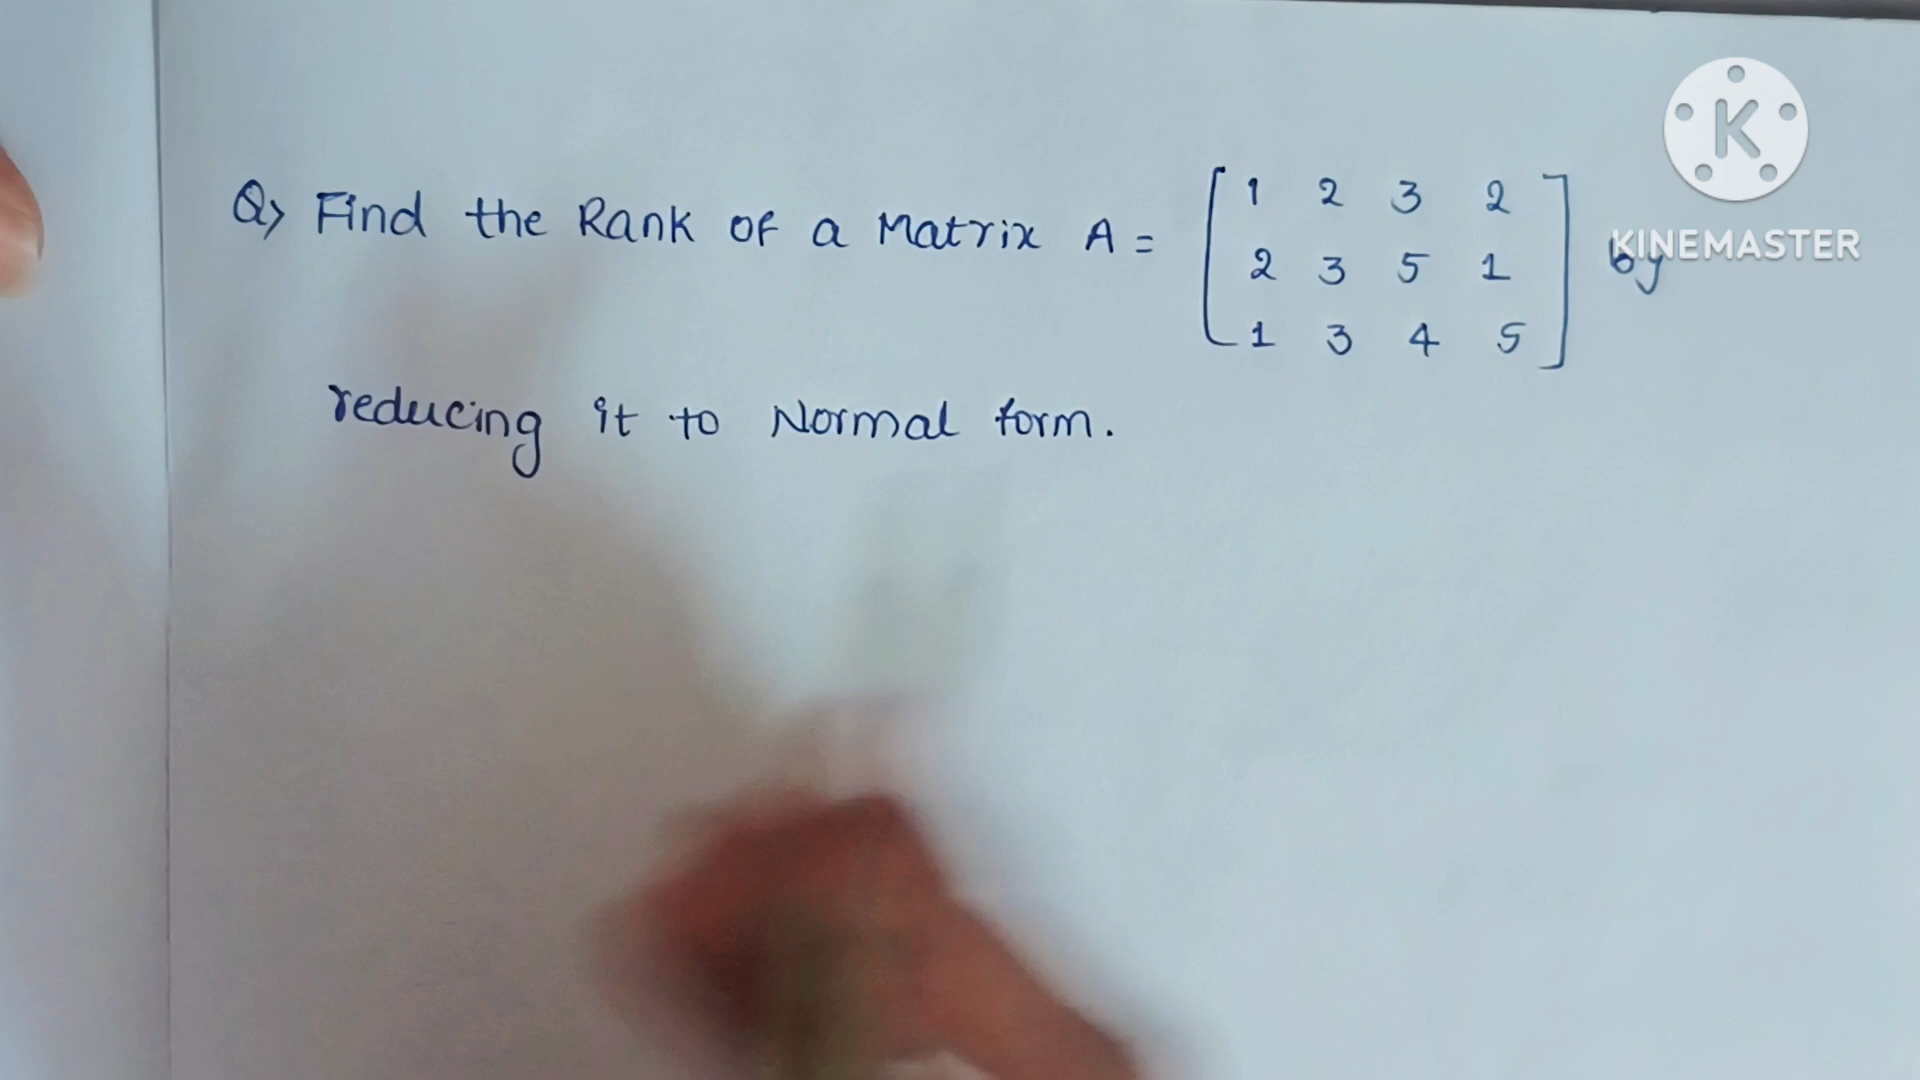 Q> Find the Rank of a Matrix A = [ 1 2 3 2
2 3 5 1
1 3 4 5 ] by
reducing it to Normal form.
K
KINEMASTER